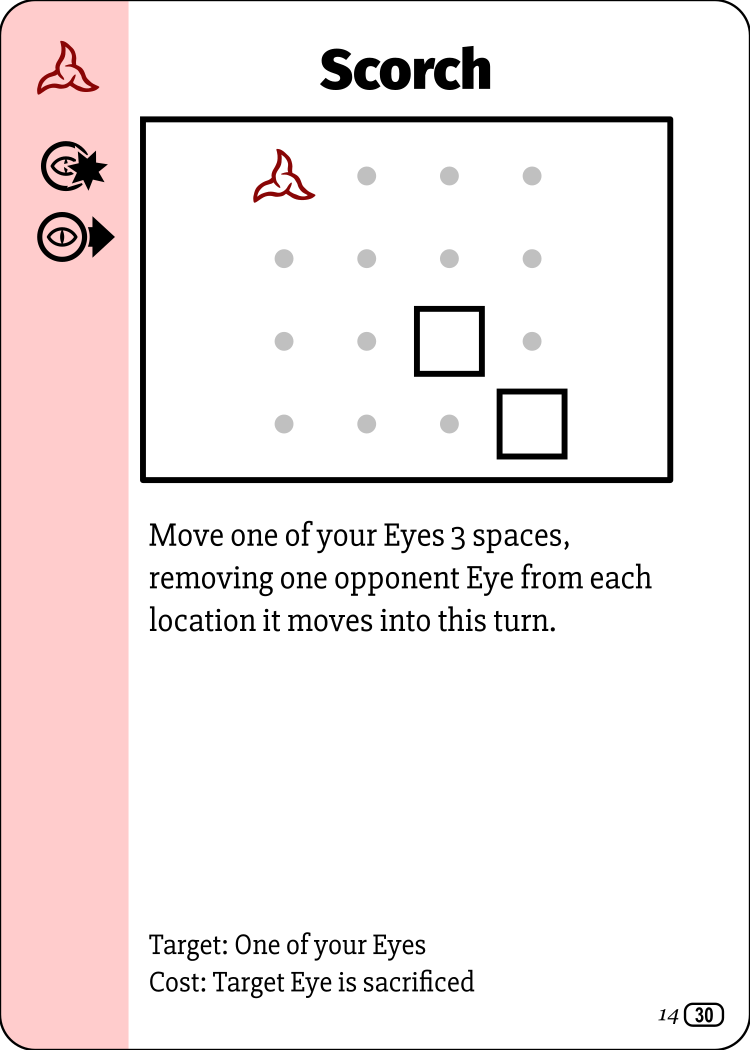 Scorch
Move one of your Eyes 3 spaces,
removing one opponent Eye from each
location it moves into this turn.
Target: One of your Eyes
Cost: Target Eye is sacrificed
14 30